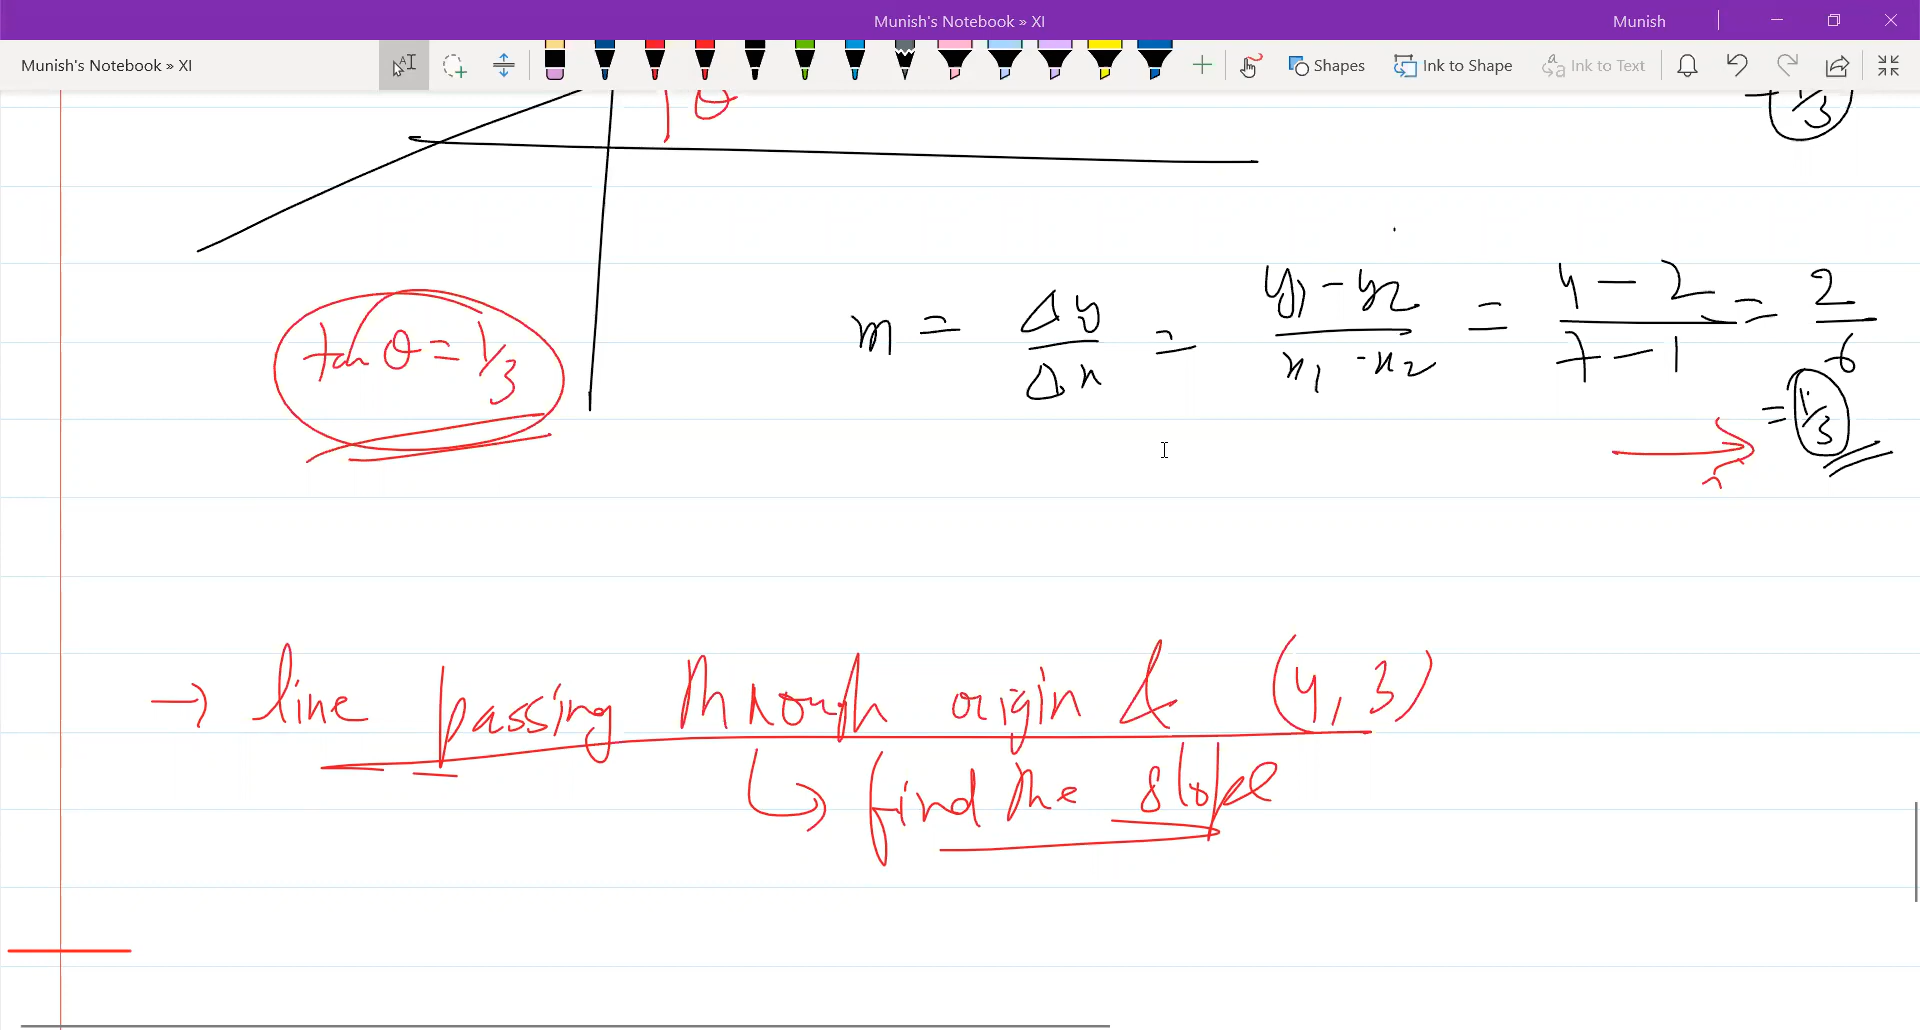 Munish's Notebook » XI
Munish
Munish's Notebook » XI
Shapes
Ink to Shape
Ink to Text
θ
1/3
m = Δy/Δx = y1 - y2 / x1 - x2 = 4 - 2 / 7 - 1 = 2/6
= 1/3
tan θ = 1/3
→ line passing through origin & (4, 3)
↳ find the slope